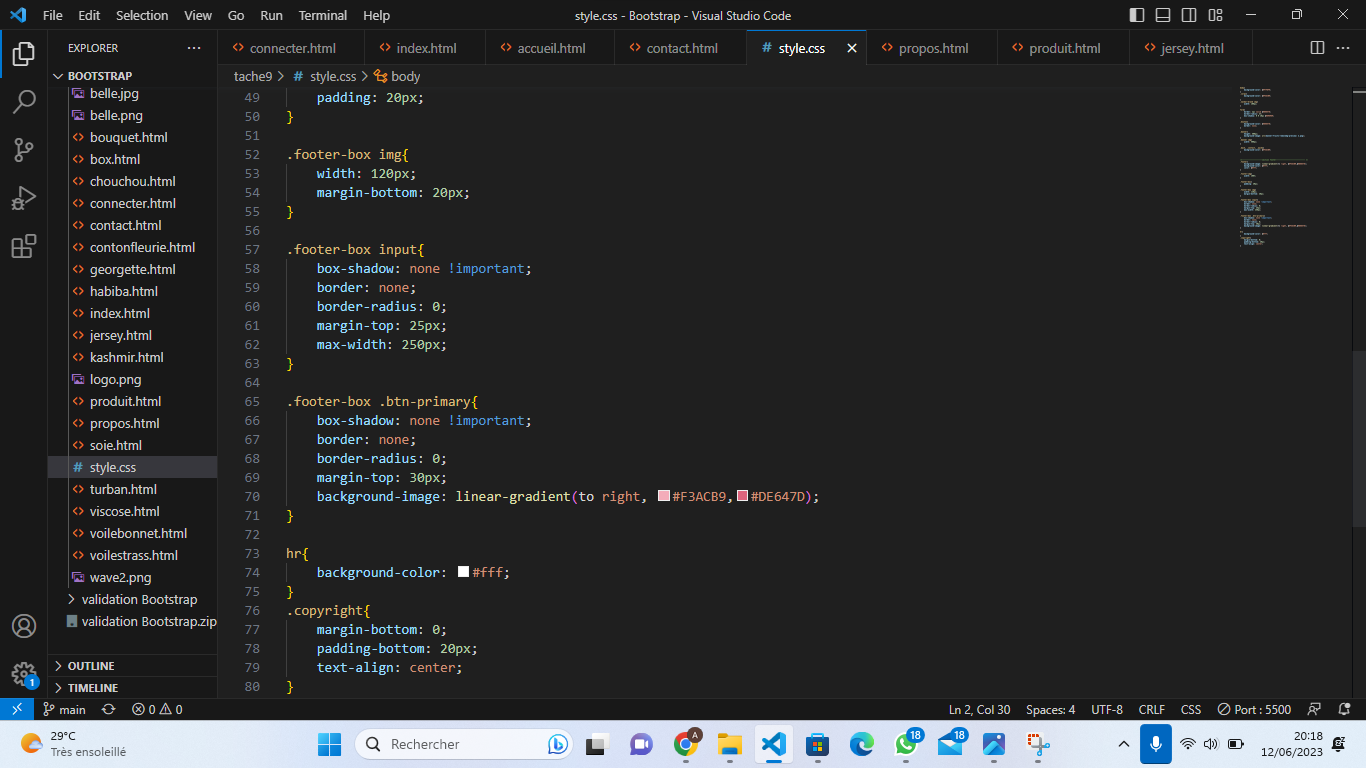 File Edit Selection View Go Run Terminal Help style.css - Bootstrap - Visual Studio Code
EXPLORER
connecter.html index.html accueil.html contact.html style.css propos.html produit.html jersey.html
BOOTSTRAP
tache9 > style.css > body
belle.jpg
belle.png
bouquet.html
box.html
chouchou.html
connecter.html
contact.html
contonfleurie.html
georgette.html
habiba.html
index.html
jersey.html
kashmir.html
logo.png
produit.html
propos.html
soie.html
style.css
turban.html
viscose.html
voilebonnet.html
voilestrass.html
wave2.png
validation Bootstrap
validation Bootstrap.zip
OUTLINE
TIMELINE
49 padding: 20px;
50 }
51
52 .footer-box img{
53 width: 120px;
54 margin-bottom: 20px;
55 }
56
57 .footer-box input{
58 box-shadow: none !important;
59 border: none;
60 border-radius: 0;
61 margin-top: 25px;
62 max-width: 250px;
63 }
64
65 .footer-box .btn-primary{
66 box-shadow: none !important;
67 border: none;
68 border-radius: 0;
69 margin-top: 30px;
70 background-image: linear-gradient(to right, #F3ACB9,#DE647D);
71 }
72
73 hr{
74 background-color: #fff;
75 }
76 .copyright{
77 margin-bottom: 0;
78 padding-bottom: 20px;
79 text-align: center;
80 }
1
main 0 0 Ln 2, Col 30 Spaces: 4 UTF-8 CRLF CSS Port : 5500
29°C
Très ensoleillé
Rechercher
A
18
18
20:18
12/06/2023